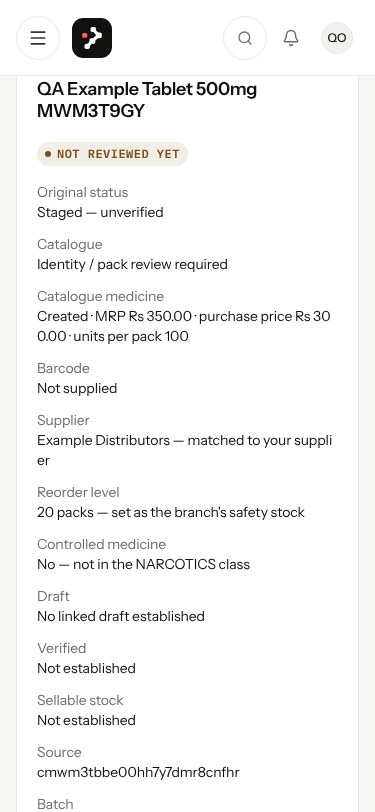 QO
QA Example Tablet 500mg
MWM3T9GY
NOT REVIEWED YET
Original status
Staged — unverified
Catalogue
Identity / pack review required
Catalogue medicine
Created · MRP Rs 350.00 · purchase price Rs 30
0.00 · units per pack 100
Barcode
Not supplied
Supplier
Example Distributors — matched to your suppli
er
Reorder level
20 packs — set as the branch's safety stock
Controlled medicine
No — not in the NARCOTICS class
Draft
No linked draft established
Verified
Not established
Sellable stock
Not established
Source
cmwm3tbbe00hh7y7dmr8cnfhr
Batch